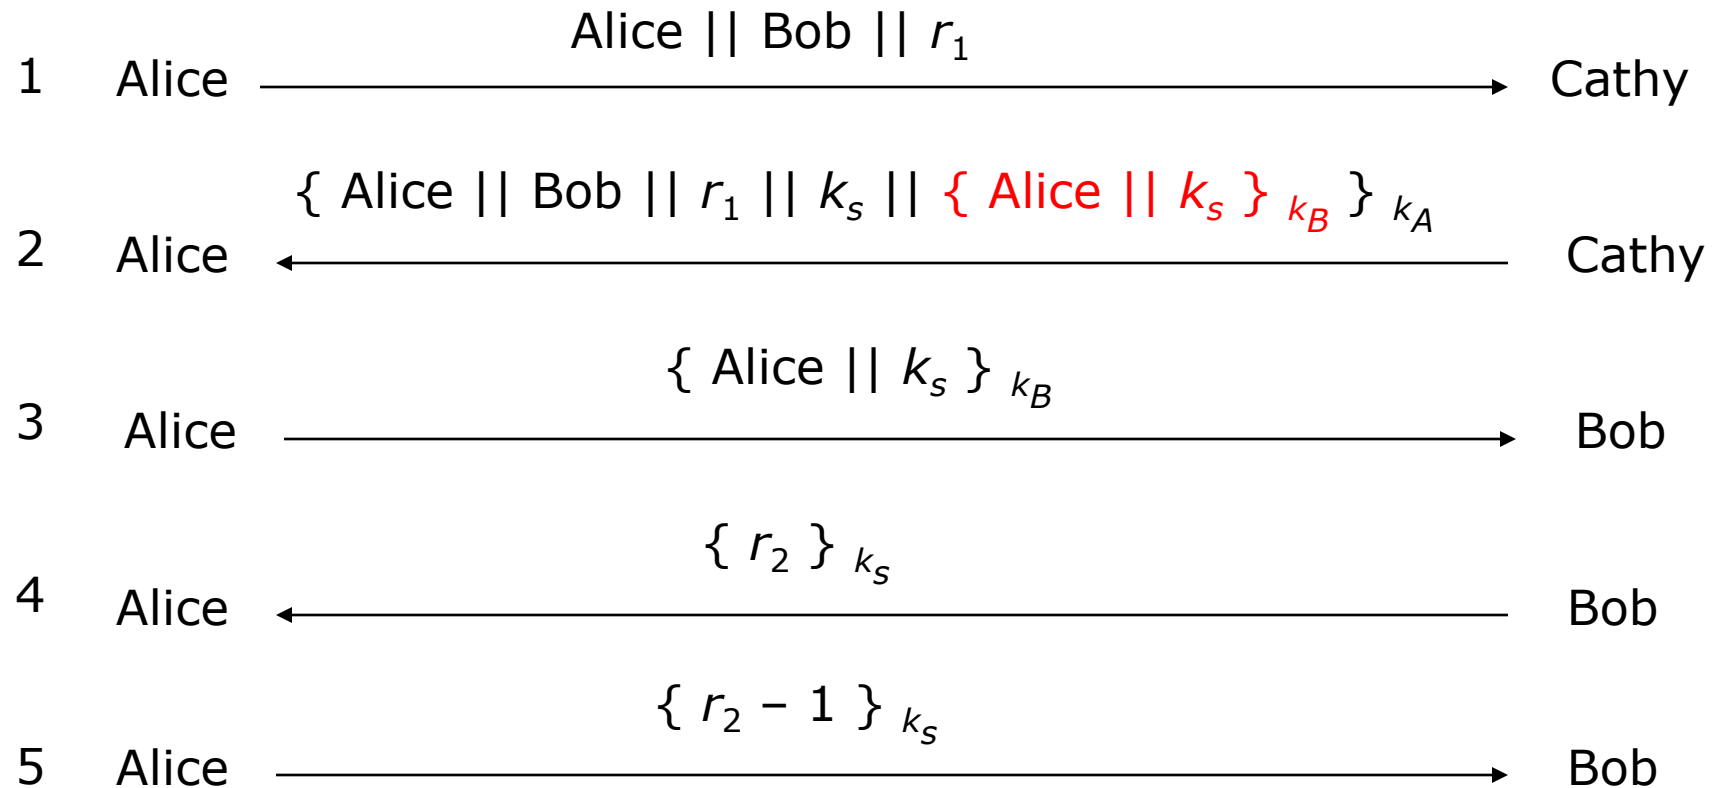 Alice || Bob || r1
1 Alice Cathy
{ Alice || Bob || r1 || ks || { Alice || ks } kB } kA
2 Alice Cathy
{ Alice || ks } kB
3 Alice Bob
{ r2 } kS
4 Alice Bob
{ r2 – 1 } kS
5 Alice Bob